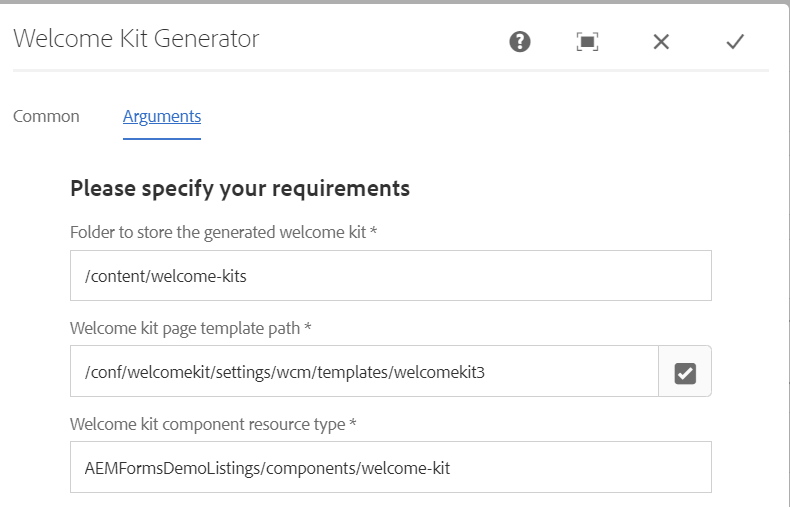 Welcome Kit Generator
Common
Arguments
Please specify your requirements
Folder to store the generated welcome kit *
/content/welcome-kits
Welcome kit page template path *
/conf/welcomekit/settings/wcm/templates/welcomekit3
Welcome kit component resource type *
AEMFormsDemoListings/components/welcome-kit